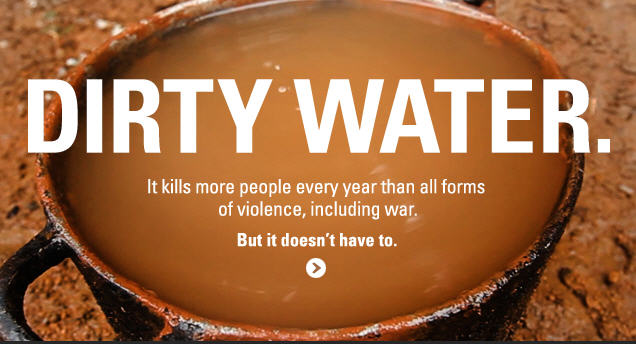 DIRTY WATER.
It kills more people every year than all forms
of violence, including war.
But it doesn't have to.